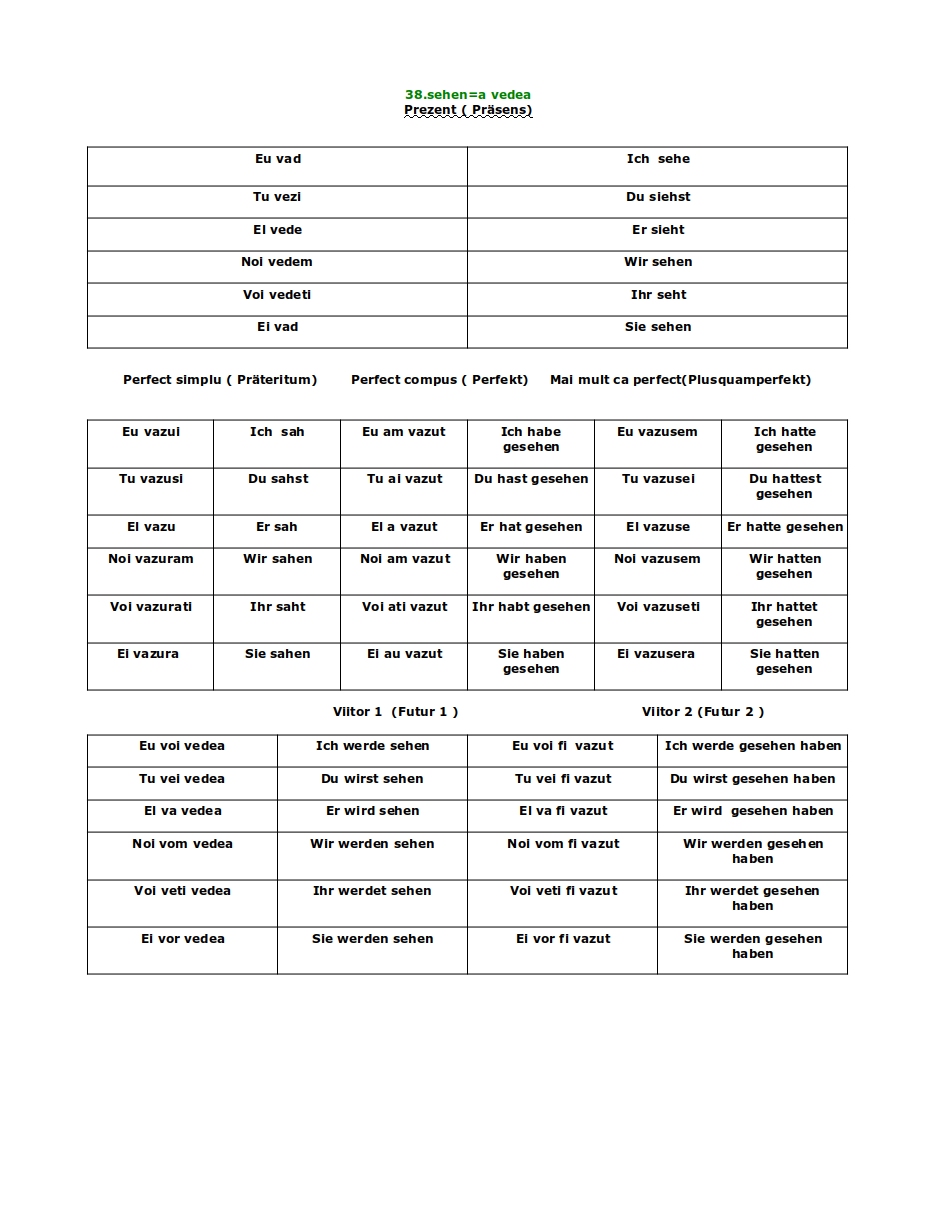 38.sehen=a vedea
Prezent ( Präsens)
Eu vad Ich  sehe
Tu vezi Du siehst
El vede Er sieht
Noi vedem Wir sehen
Voi vedeti Ihr seht
Ei vad Sie sehen
Perfect simplu ( Präteritum) Perfect compus ( Perfekt) Mai mult ca perfect(Plusquamperfekt)
Eu vazui Ich  sah Eu am vazut Ich habe Eu vazusem Ich hatte
gesehen gesehen
Tu vazusi Du sahst Tu ai vazut Du hast gesehen Tu vazusei Du hattest
gesehen
El vazu Er sah El a vazut Er hat gesehen El vazuse Er hatte gesehen
Noi vazuram Wir sahen Noi am vazut Wir haben Noi vazusem Wir hatten
gesehen gesehen
Voi vazurati Ihr saht Voi ati vazut Ihr habt gesehen Voi vazuseti Ihr hattet
gesehen
Ei vazura Sie sahen Ei au vazut Sie haben Ei vazusera Sie hatten
gesehen gesehen
Viitor 1  (Futur 1 ) Viitor 2 (Futur 2 )
Eu voi vedea Ich werde sehen Eu voi fi  vazut Ich werde gesehen haben
Tu vei vedea Du wirst sehen Tu vei fi vazut Du wirst gesehen haben
El va vedea Er wird sehen El va fi vazut Er wird  gesehen haben
Noi vom vedea Wir werden sehen Noi vom fi vazut Wir werden gesehen
haben
Voi veti vedea Ihr werdet sehen Voi veti fi vazut Ihr werdet gesehen
haben
Ei vor vedea Sie werden sehen Ei vor fi vazut Sie werden gesehen
haben